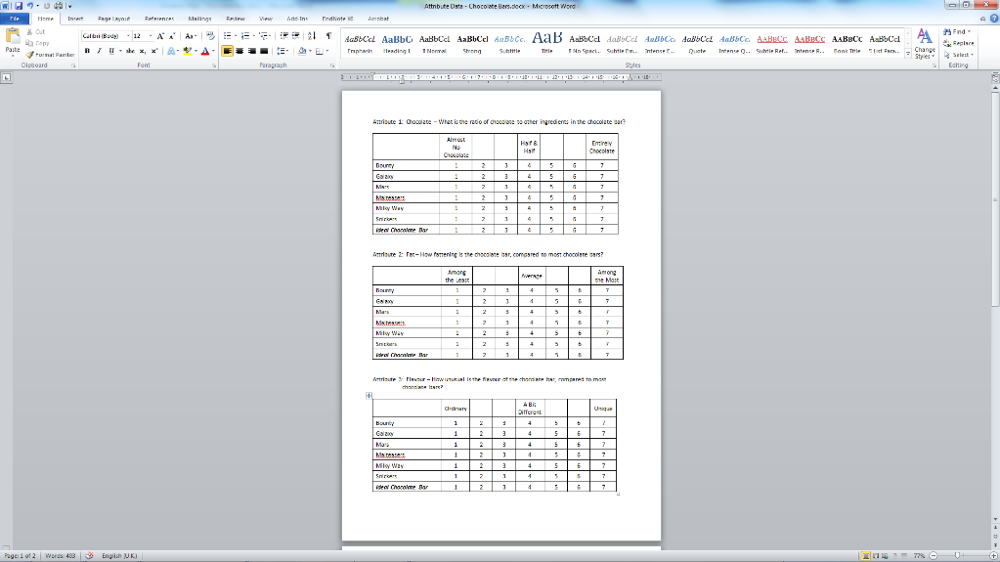 Attribute Data - Chocolate Bars.docx - Microsoft Word
File Home Insert Page Layout References Mailings Review View Add-Ins EndNote X6 Acrobat
Cut
Copy
Format Painter
Paste
Calibri (Body) 12
AaBbCcI AaBbC AaBbCcI AaBbCcI AaBbCc. AaB AaBbCcI AaBbCcI AaBbCc. AaBbCc. AaBbCc. AABBCC AABBCC AABBCC AaBbCcI
Emphasis Heading 1 ¶ Normal Strong Subtitle Title ¶ No Spaci... Subtle Em... Intense E... Quote Intense Q... Subtle Ref... Intense R... Book Title ¶ List Para...
Change Styles
Find
Replace
Select
Clipboard Font Paragraph Styles Editing
Attribute 1: Chocolate – What is the ratio of chocolate to other ingredients in the chocolate bar?
Almost No Chocolate Half & Half Entirely Chocolate
Bounty 1 2 3 4 5 6 7
Galaxy 1 2 3 4 5 6 7
Mars 1 2 3 4 5 6 7
Malteasers 1 2 3 4 5 6 7
Milky Way 1 2 3 4 5 6 7
Snickers 1 2 3 4 5 6 7
Ideal Chocolate Bar 1 2 3 4 5 6 7
Attribute 2: Fat – How fattening is the chocolate bar, compared to most chocolate bars?
Among the Least Average Among the Most
Bounty 1 2 3 4 5 6 7
Galaxy 1 2 3 4 5 6 7
Mars 1 2 3 4 5 6 7
Malteasers 1 2 3 4 5 6 7
Milky Way 1 2 3 4 5 6 7
Snickers 1 2 3 4 5 6 7
Ideal Chocolate Bar 1 2 3 4 5 6 7
Attribute 3: Flavour – How unusual is the flavour of the chocolate bar, compared to most
chocolate bars?
Ordinary A Bit Different Unique
Bounty 1 2 3 4 5 6 7
Galaxy 1 2 3 4 5 6 7
Mars 1 2 3 4 5 6 7
Malteasers 1 2 3 4 5 6 7
Milky Way 1 2 3 4 5 6 7
Snickers 1 2 3 4 5 6 7
Ideal Chocolate Bar 1 2 3 4 5 6 7
Page: 1 of 2 Words: 403 English (U.K.) 77%